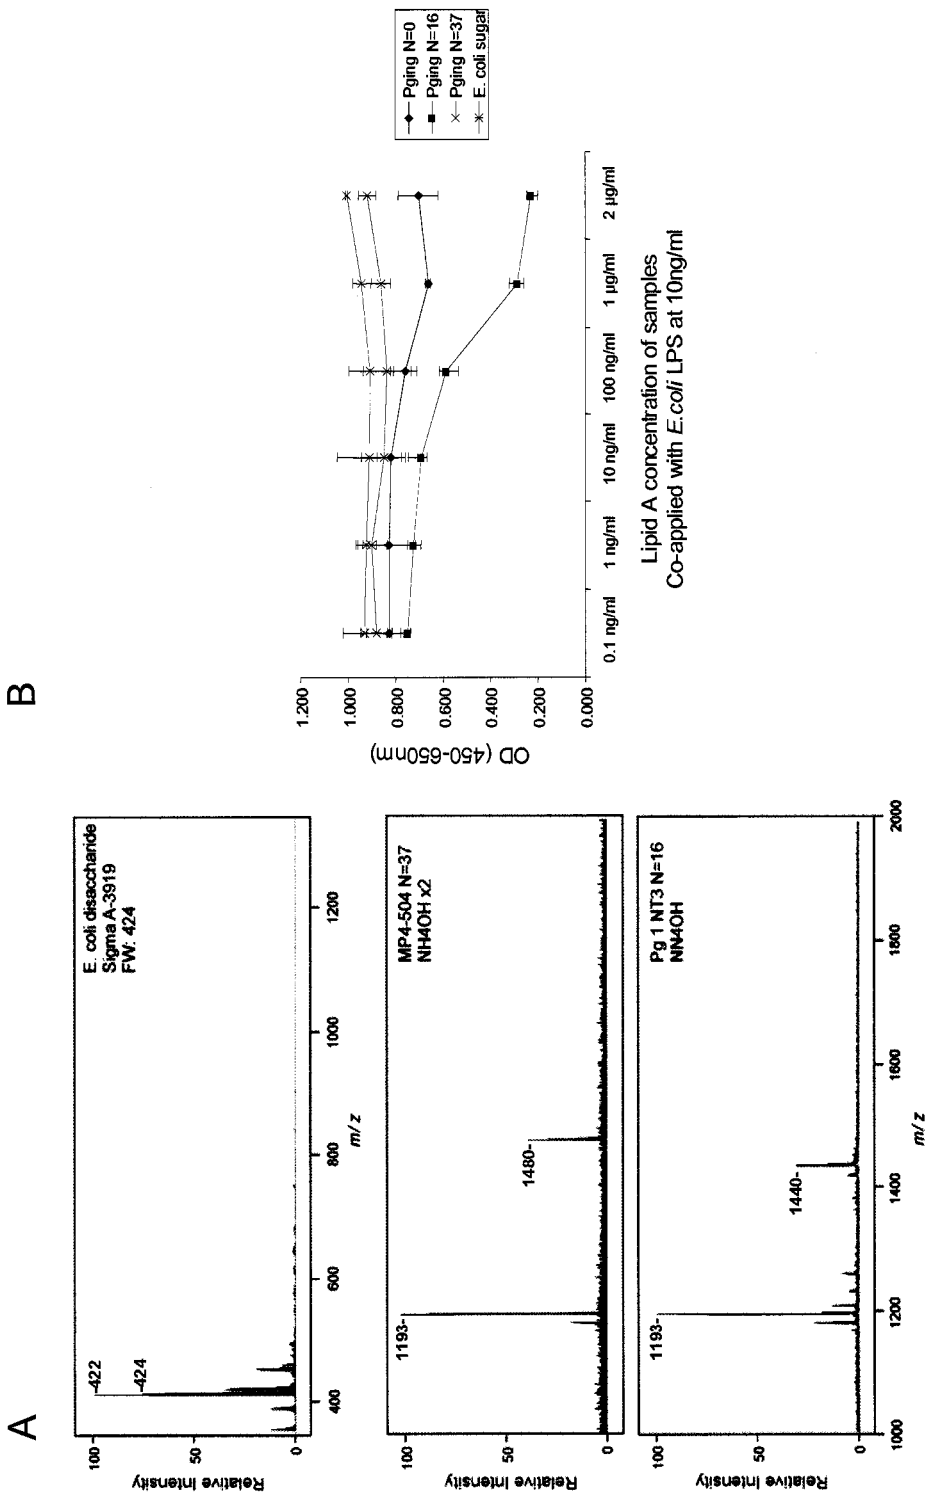 A
E. coli disaccharide
Sigma A-3919
FW: 424
422
424
100
50
0
Relative Intensity
400
600
800
1000
1200
m/z
MP4-504 N=37
NH4OH x2
1193
1480
100
50
0
Relative Intensity
Pg 1 NT3 N=16
NN4OH
1193
1440
100
50
0
Relative Intensity
1000
1200
1400
1600
1800
2000
m/z
B
1.200
1.000
0.800
0.600
0.400
0.200
0.000
OD (450-650nm)
0.1 ng/ml
1 ng/ml
10 ng/ml
100 ng/ml
1 µg/ml
2 µg/ml
Lipid A concentration of samples
Co-applied with E.coli LPS at 10ng/ml
Pging N=0
Pging N=16
Pging N=37
E. coli sugar